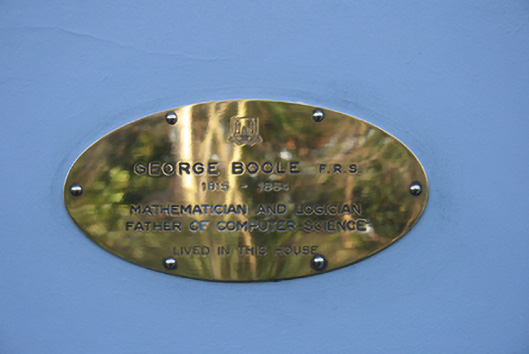 GEORGE BOOLE F.R.S.
1815 - 1864
MATHEMATICIAN AND LOGICIAN
FATHER OF COMPUTER SCIENCE
LIVED IN THIS HOUSE